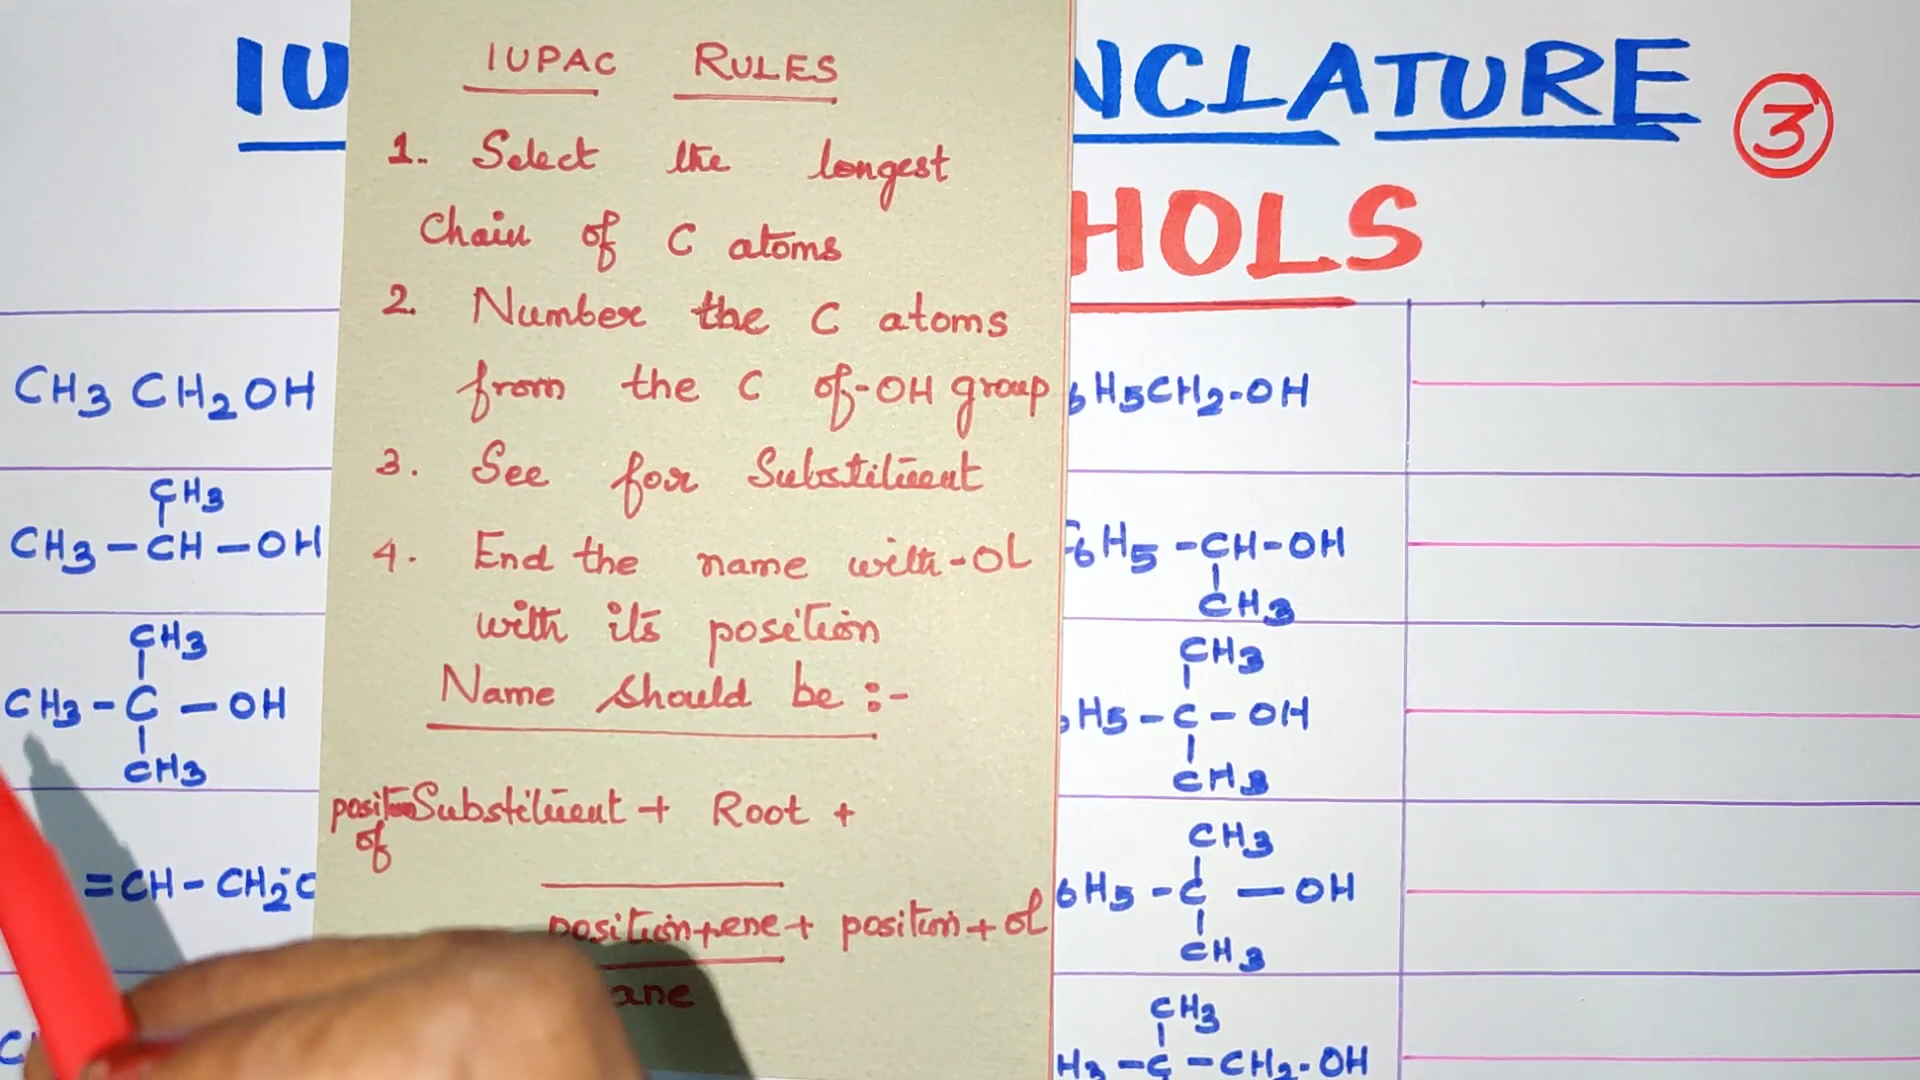 IU NCLATURE 3
HOLS
IUPAC RULES
1. Select the longest
Chain of C atoms
2. Number the C atoms
from the C of -OH group
3. See for Substituent
4. End the name with -OL
with its position
Name should be :-
position Substituent + Root +
of
position+ene + position + ol
ane
CH3 CH2OH
CH3
CH3 - CH - OH
CH3
CH3 - C - OH
CH3
=CH - CH2-
6H5CH2-OH
6H5 - CH - OH
CH3
CH3
H5 - C - OH
CH3
CH3
6H5 - C - OH
CH3
CH3
H3 - C - CH2-OH